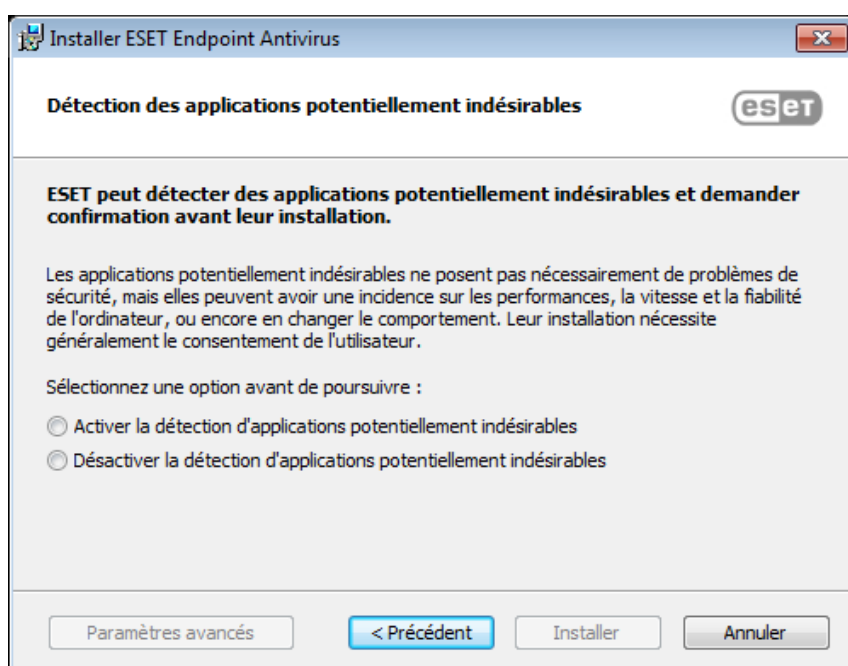 Installer ESET Endpoint Antivirus
Détection des applications potentiellement indésirables
eseT
ESET peut détecter des applications potentiellement indésirables et demander
confirmation avant leur installation.
Les applications potentiellement indésirables ne posent pas nécessairement de problèmes de
sécurité, mais elles peuvent avoir une incidence sur les performances, la vitesse et la fiabilité
de l'ordinateur, ou encore en changer le comportement. Leur installation nécessite
généralement le consentement de l'utilisateur.
Sélectionnez une option avant de poursuivre :
Activer la détection d'applications potentiellement indésirables
Désactiver la détection d'applications potentiellement indésirables
Paramètres avancés
< Précédent
Installer
Annuler